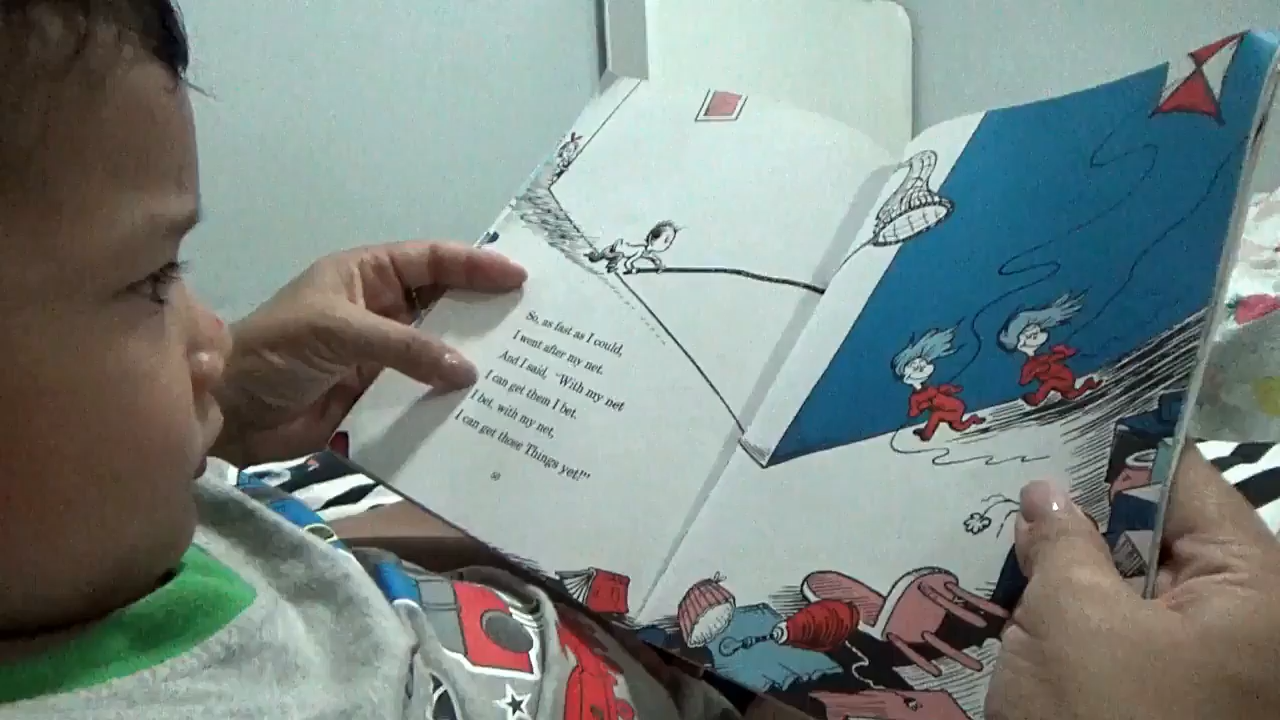 So, as fast as I could,
I went after my net.
And I said, "With my net
I can get them I bet.
I bet, with my net,
I can get those Things yet!"